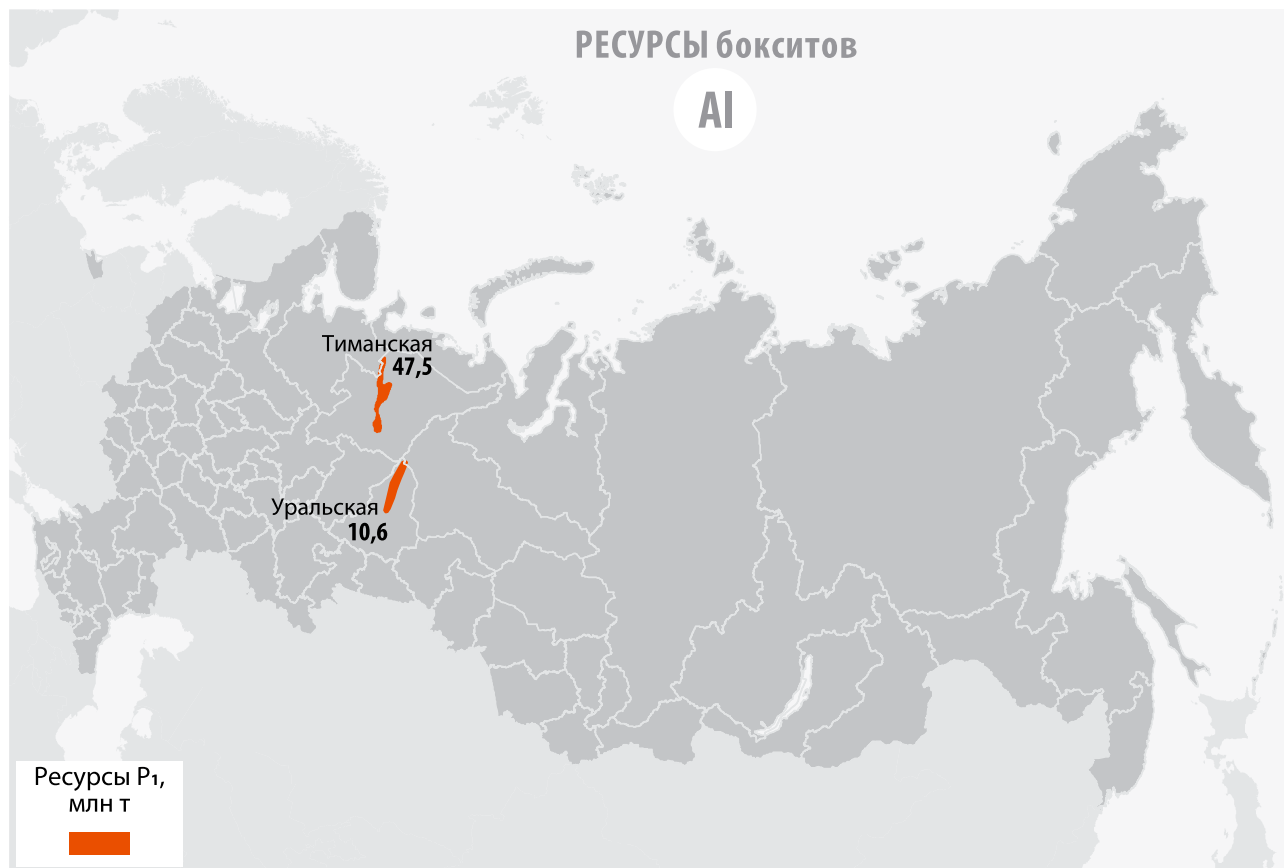 РЕСУРСЫ бокситов
Al
Тиманская
47,5
Уральская
10,6
Ресурсы P₁,
млн т